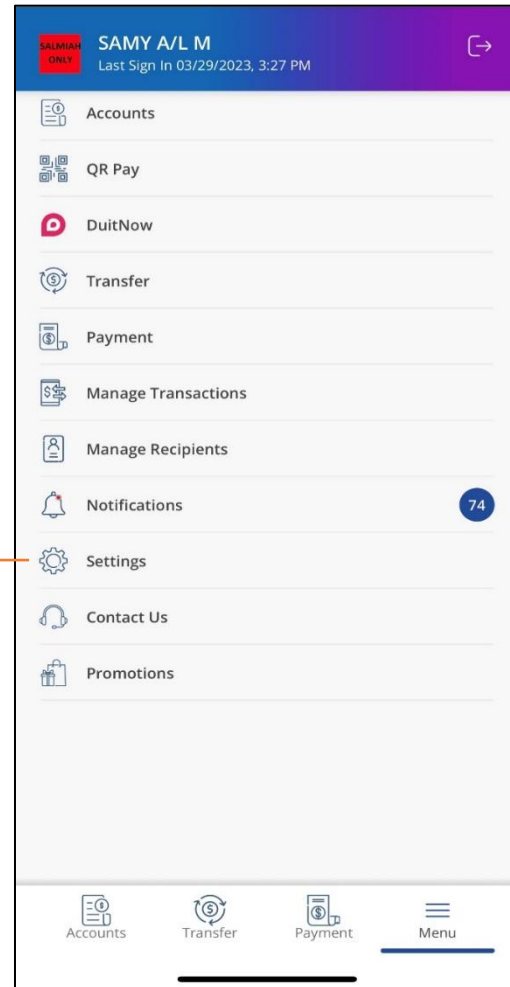 SALMIAH
ONLY
SAMY A/L M
Last Sign In 03/29/2023, 3:27 PM
Accounts
QR Pay
DuitNow
Transfer
Payment
Manage Transactions
Manage Recipients
Notifications 74
Settings
Contact Us
Promotions
Accounts Transfer Payment Menu